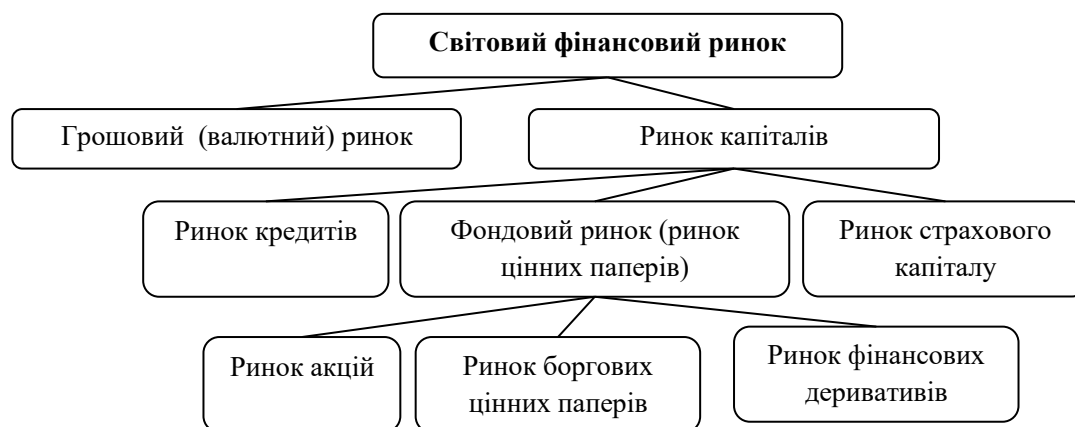 Світовий фінансовий ринок
Грошовий (валютний) ринок
Ринок капіталів
Ринок кредитів
Фондовий ринок (ринок
цінних паперів)
Ринок страхового
капіталу
Ринок акцій
Ринок боргових
цінних паперів
Ринок фінансових
деривативів